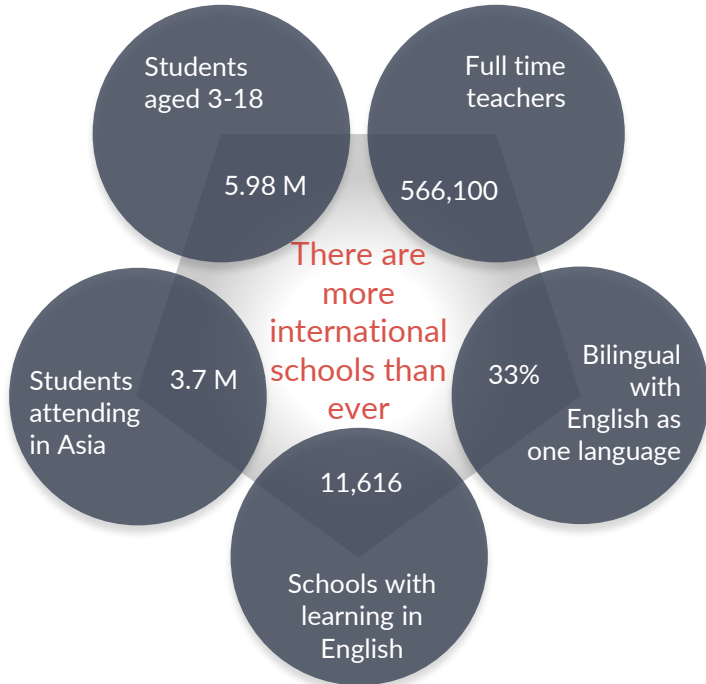 Students
aged 3-18
5.98 M
Full time
teachers
566,100
There are
more
international
schools than
ever
Students
attending
in Asia
3.7 M
33%
Bilingual
with
English as
one language
11,616
Schools with
learning in
English